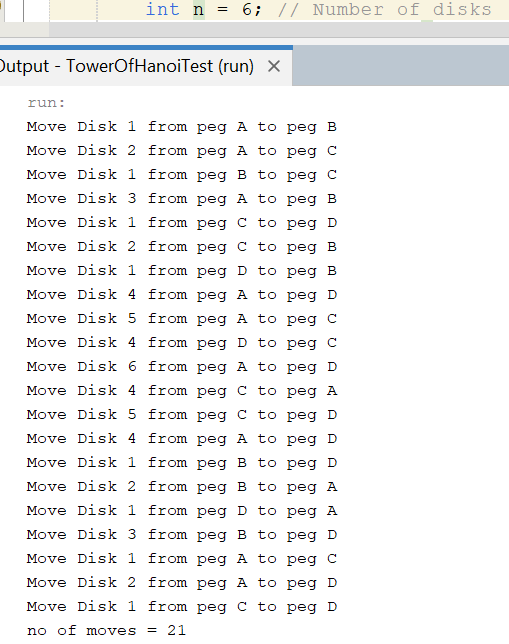 int n = 6; // Number of disks
Output - TowerOfHanoiTest (run) ×
run:
Move Disk 1 from peg A to peg B
Move Disk 2 from peg A to peg C
Move Disk 1 from peg B to peg C
Move Disk 3 from peg A to peg B
Move Disk 1 from peg C to peg D
Move Disk 2 from peg C to peg B
Move Disk 1 from peg D to peg B
Move Disk 4 from peg A to peg D
Move Disk 5 from peg A to peg C
Move Disk 4 from peg D to peg C
Move Disk 6 from peg A to peg D
Move Disk 4 from peg C to peg A
Move Disk 5 from peg C to peg D
Move Disk 4 from peg A to peg D
Move Disk 1 from peg B to peg D
Move Disk 2 from peg B to peg A
Move Disk 1 from peg D to peg A
Move Disk 3 from peg B to peg D
Move Disk 1 from peg A to peg C
Move Disk 2 from peg A to peg D
Move Disk 1 from peg C to peg D
no of moves = 21